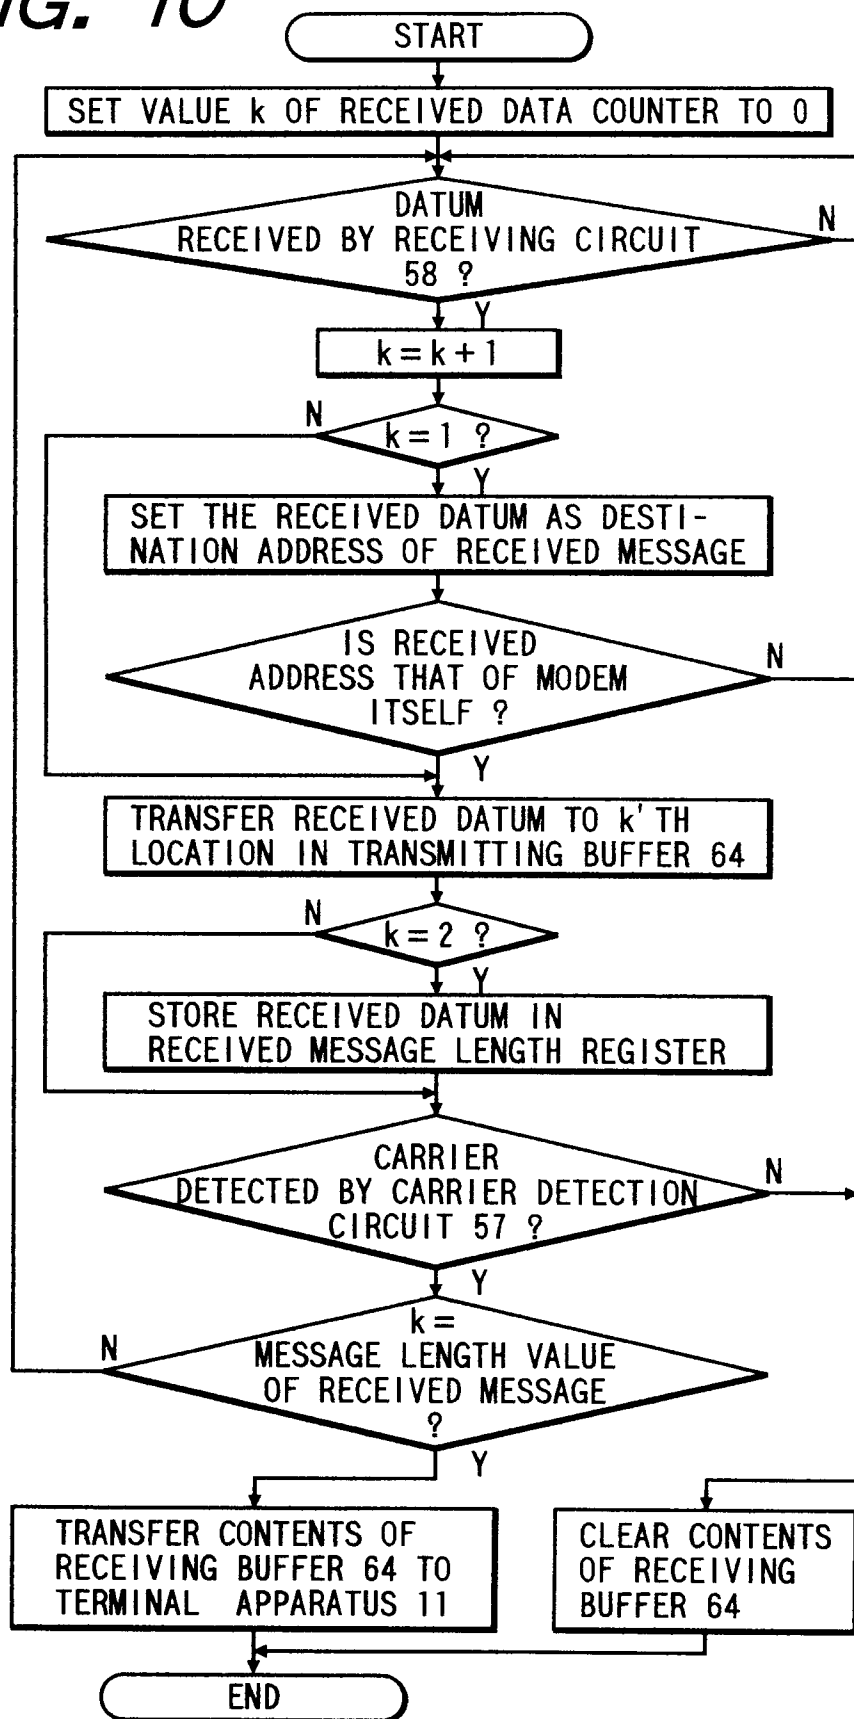 FIG. 10
START
SET VALUE k OF RECEIVED DATA COUNTER TO 0
DATUM
RECEIVED BY RECEIVING CIRCUIT
58 ?
N
Y
k = k + 1
N
k = 1 ?
Y
SET THE RECEIVED DATUM AS DESTI-
NATION ADDRESS OF RECEIVED MESSAGE
IS RECEIVED
ADDRESS THAT OF MODEM
ITSELF ?
N
Y
TRANSFER RECEIVED DATUM TO k'TH
LOCATION IN TRANSMITTING BUFFER 64
N
k = 2 ?
Y
STORE RECEIVED DATUM IN
RECEIVED MESSAGE LENGTH REGISTER
CARRIER
DETECTED BY CARRIER DETECTION
CIRCUIT 57 ?
N
Y
k =
MESSAGE LENGTH VALUE
OF RECEIVED MESSAGE
?
N
Y
TRANSFER CONTENTS OF
RECEIVING BUFFER 64 TO
TERMINAL APPARATUS 11
CLEAR CONTENTS
OF RECEIVING
BUFFER 64
END